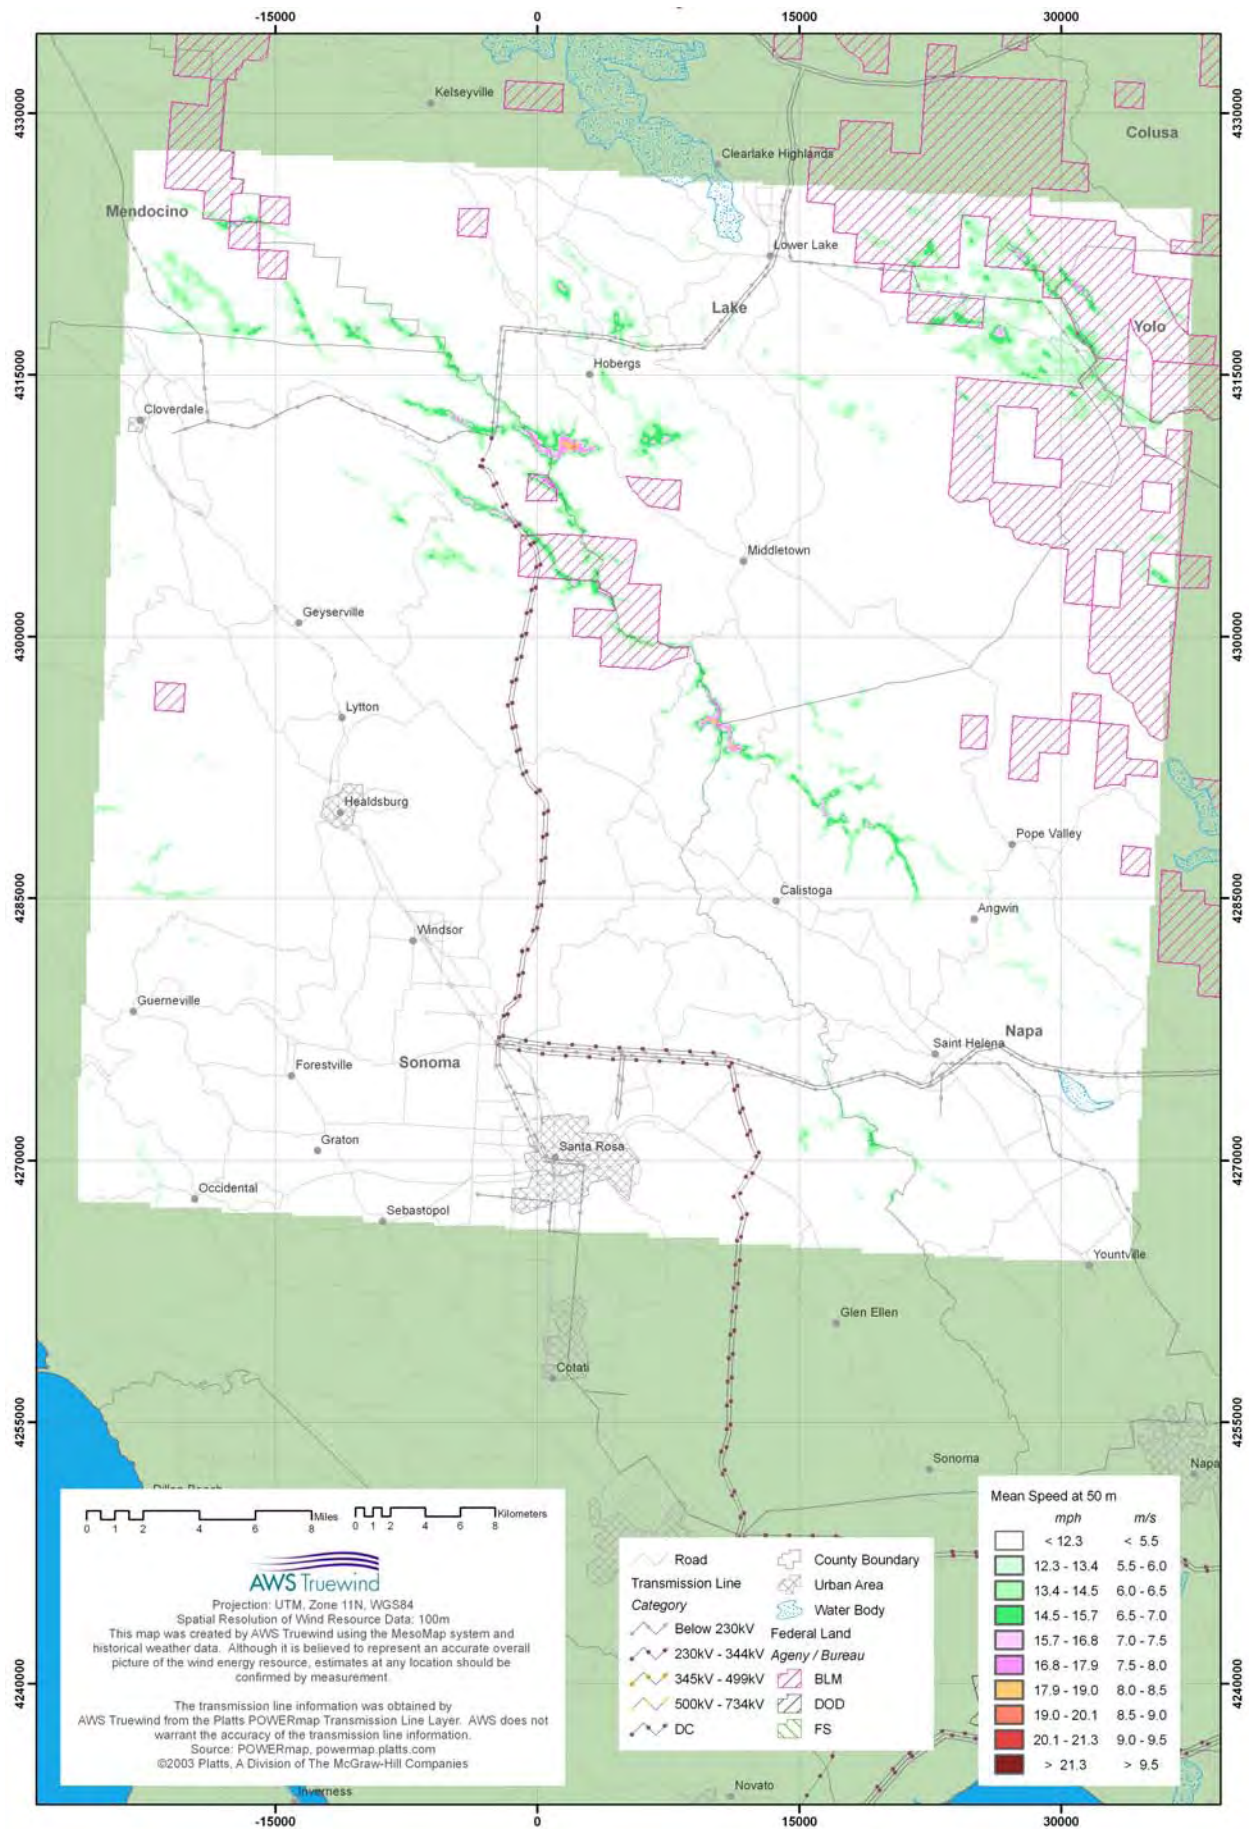 -15000
0
15000
30000
4330000
4330000
Kelseyville
Colusa
Clearlake Highlands
Mendocino
Lower Lake
Lake
Yolo
Hobergs
4315000
4315000
Cloverdale
Middletown
Geyserville
4300000
4300000
Lytton
Healdsburg
Pope Valley
Calistoga
4285000
4285000
Angwin
Windsor
Guerneville
Napa
Saint Helena
Sonoma
Forestville
Graton
Santa Rosa
4270000
4270000
Occidental
Sebastopol
Yountville
Glen Ellen
Cotati
4255000
4255000
Sonoma
Napa
0 1 2 4 6 8 Miles
0 1 2 4 6 8 Kilometers
AWS Truewind
Projection: UTM, Zone 11N, WGS84
Spatial Resolution of Wind Resource Data: 100m
This map was created by AWS Truewind using the MesoMap system and
historical weather data. Although it is believed to represent an accurate overall
picture of the wind energy resource, estimates at any location should be
confirmed by measurement.
The transmission line information was obtained by
AWS Truewind from the Platts POWERmap Transmission Line Layer. AWS does not
warrant the accuracy of the transmission line information.
Source: POWERmap, powermap.platts.com
©2003 Platts, A Division of The McGraw-Hill Companies
Road
Transmission Line
Category
Below 230kV
230kV - 344kV
345kV - 499kV
500kV - 734kV
DC
County Boundary
Urban Area
Water Body
Federal Land
Ageny / Bureau
BLM
DOD
FS
Mean Speed at 50 m
mph m/s
< 12.3 < 5.5
12.3 - 13.4 5.5 - 6.0
13.4 - 14.5 6.0 - 6.5
14.5 - 15.7 6.5 - 7.0
15.7 - 16.8 7.0 - 7.5
16.8 - 17.9 7.5 - 8.0
17.9 - 19.0 8.0 - 8.5
19.0 - 20.1 8.5 - 9.0
20.1 - 21.3 9.0 - 9.5
> 21.3 > 9.5
4240000
4240000
Inverness
Novato
-15000
0
15000
30000